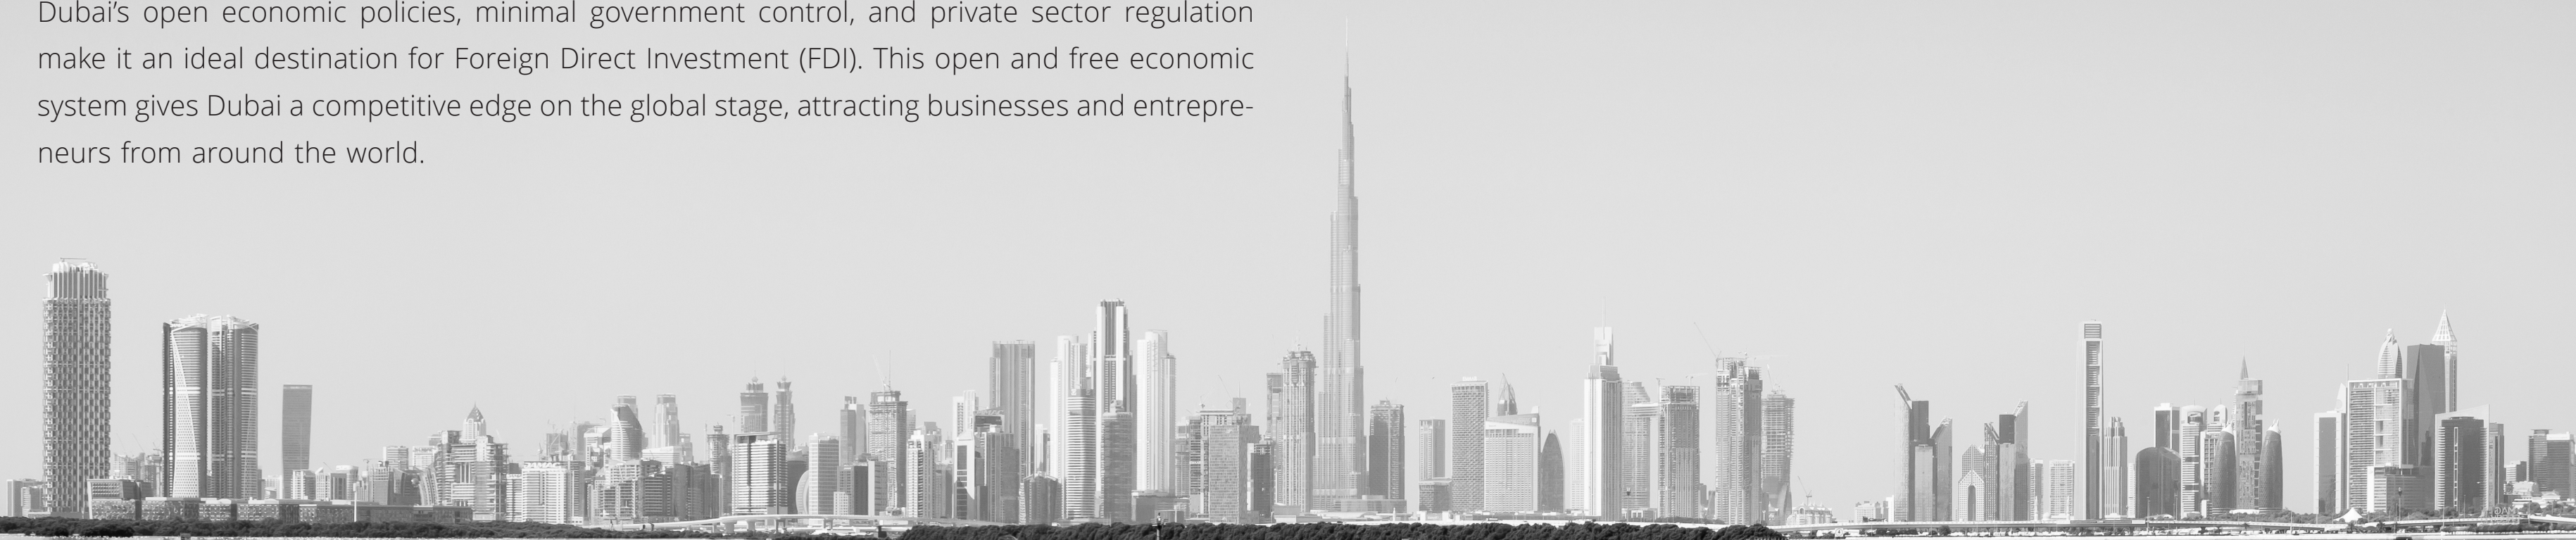 Dubai's open economic policies, minimal government control, and private sector regulation
make it an ideal destination for Foreign Direct Investment (FDI). This open and free economic
system gives Dubai a competitive edge on the global stage, attracting businesses and entrepre-
neurs from around the world.